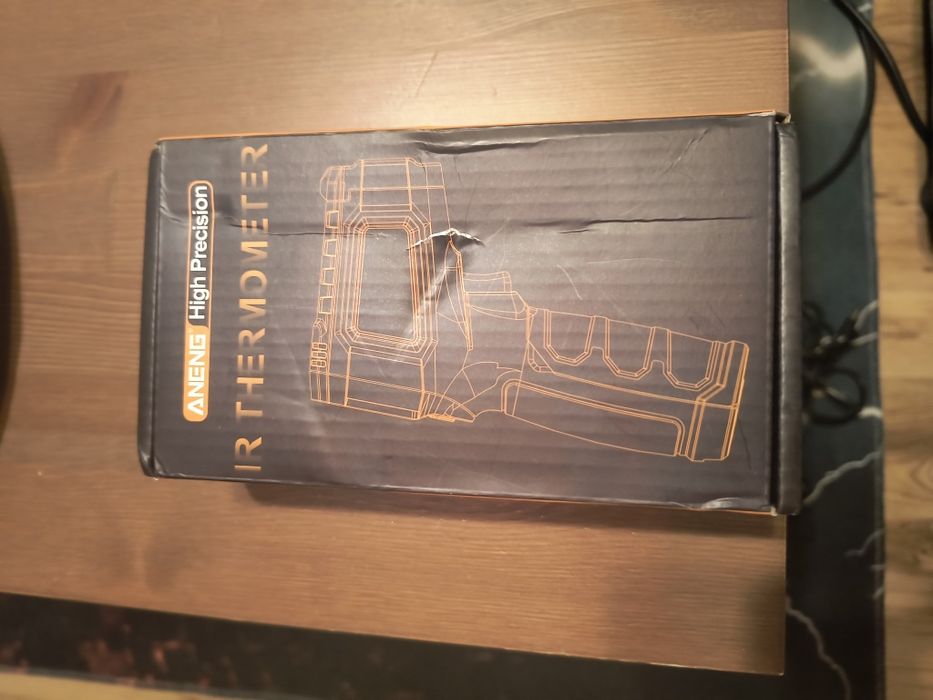 ANENG High Precision
IR THERMOMETER